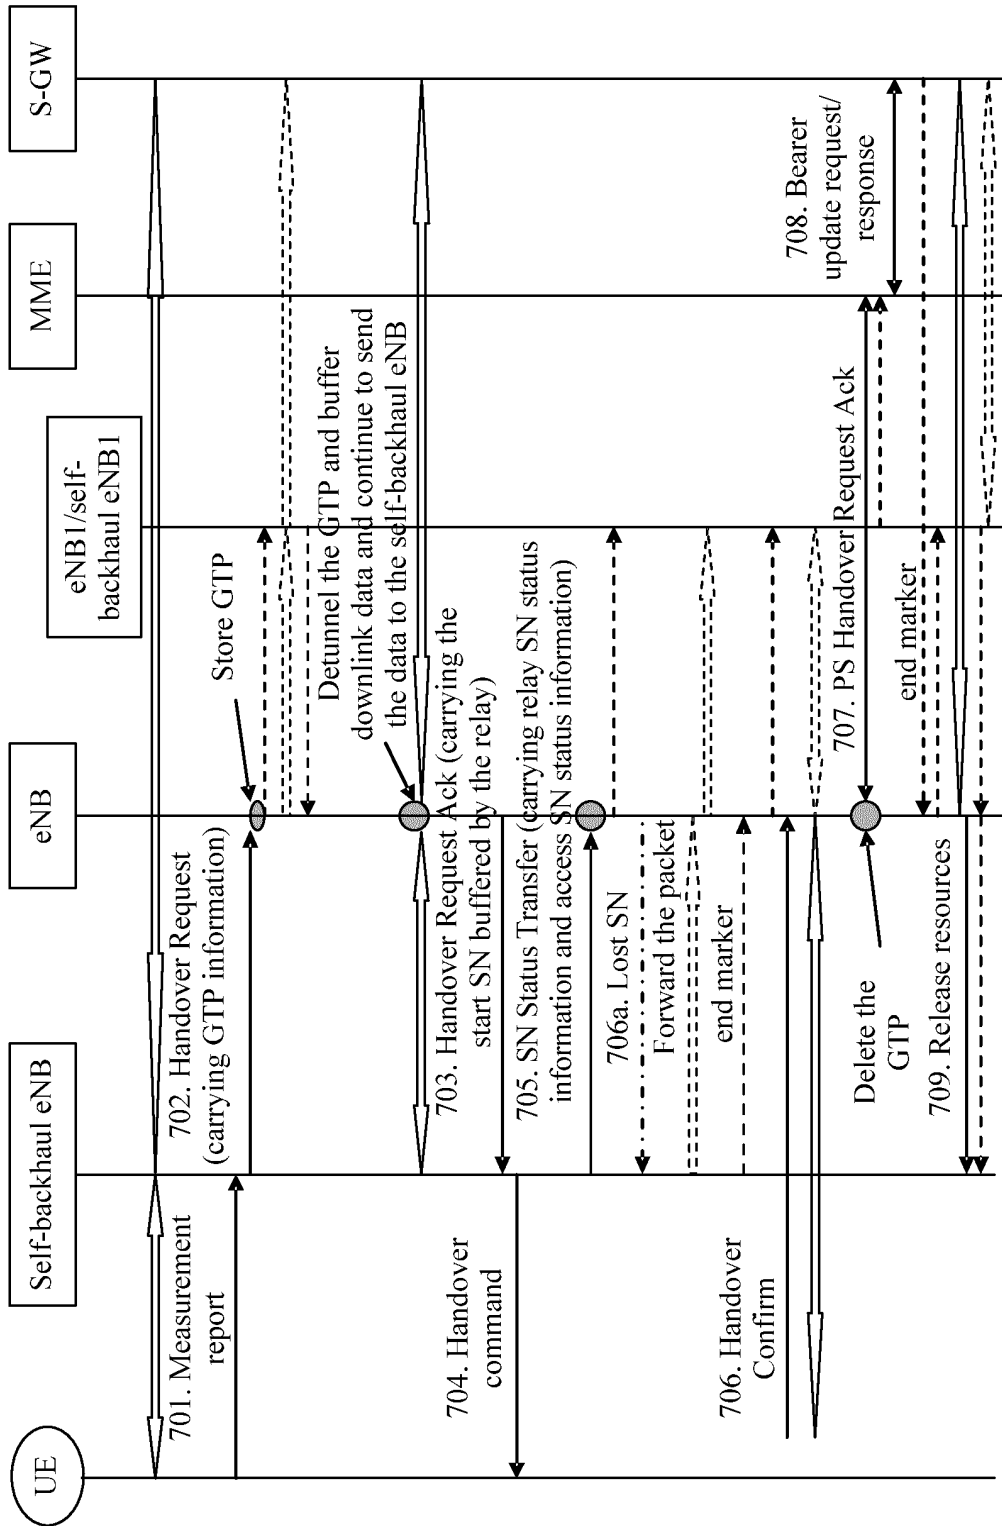 UE
Self-backhaul eNB
eNB
eNB1/self-
backhaul eNB1
MME
S-GW
701. Measurement
report
702. Handover Request
(carrying GTP information)
Store GTP
Detunnel the GTP and buffer
downlink data and continue to send
the data to the self-backhaul eNB
703. Handover Request Ack (carrying the
start SN buffered by the relay)
704. Handover
command
705. SN Status Transfer (carrying relay SN status
information and access SN status information)
706a. Lost SN
Forward the packet
end marker
706. Handover
Confirm
Delete the
GTP
707. PS Handover Request Ack
708. Bearer
update request/
response
end marker
709. Release resources